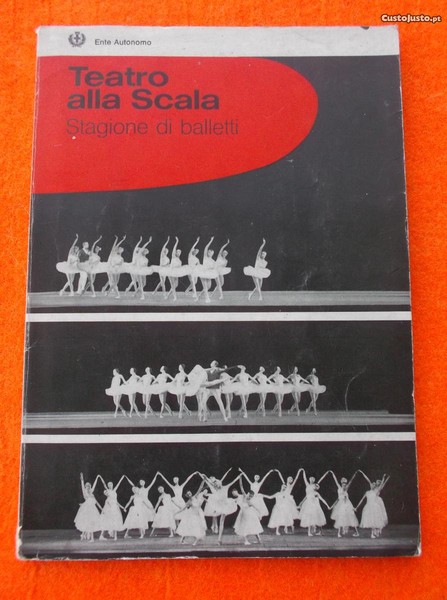 CustoJusto.pt
Ente Autonomo
Teatro
alla Scala
Stagione di balletti